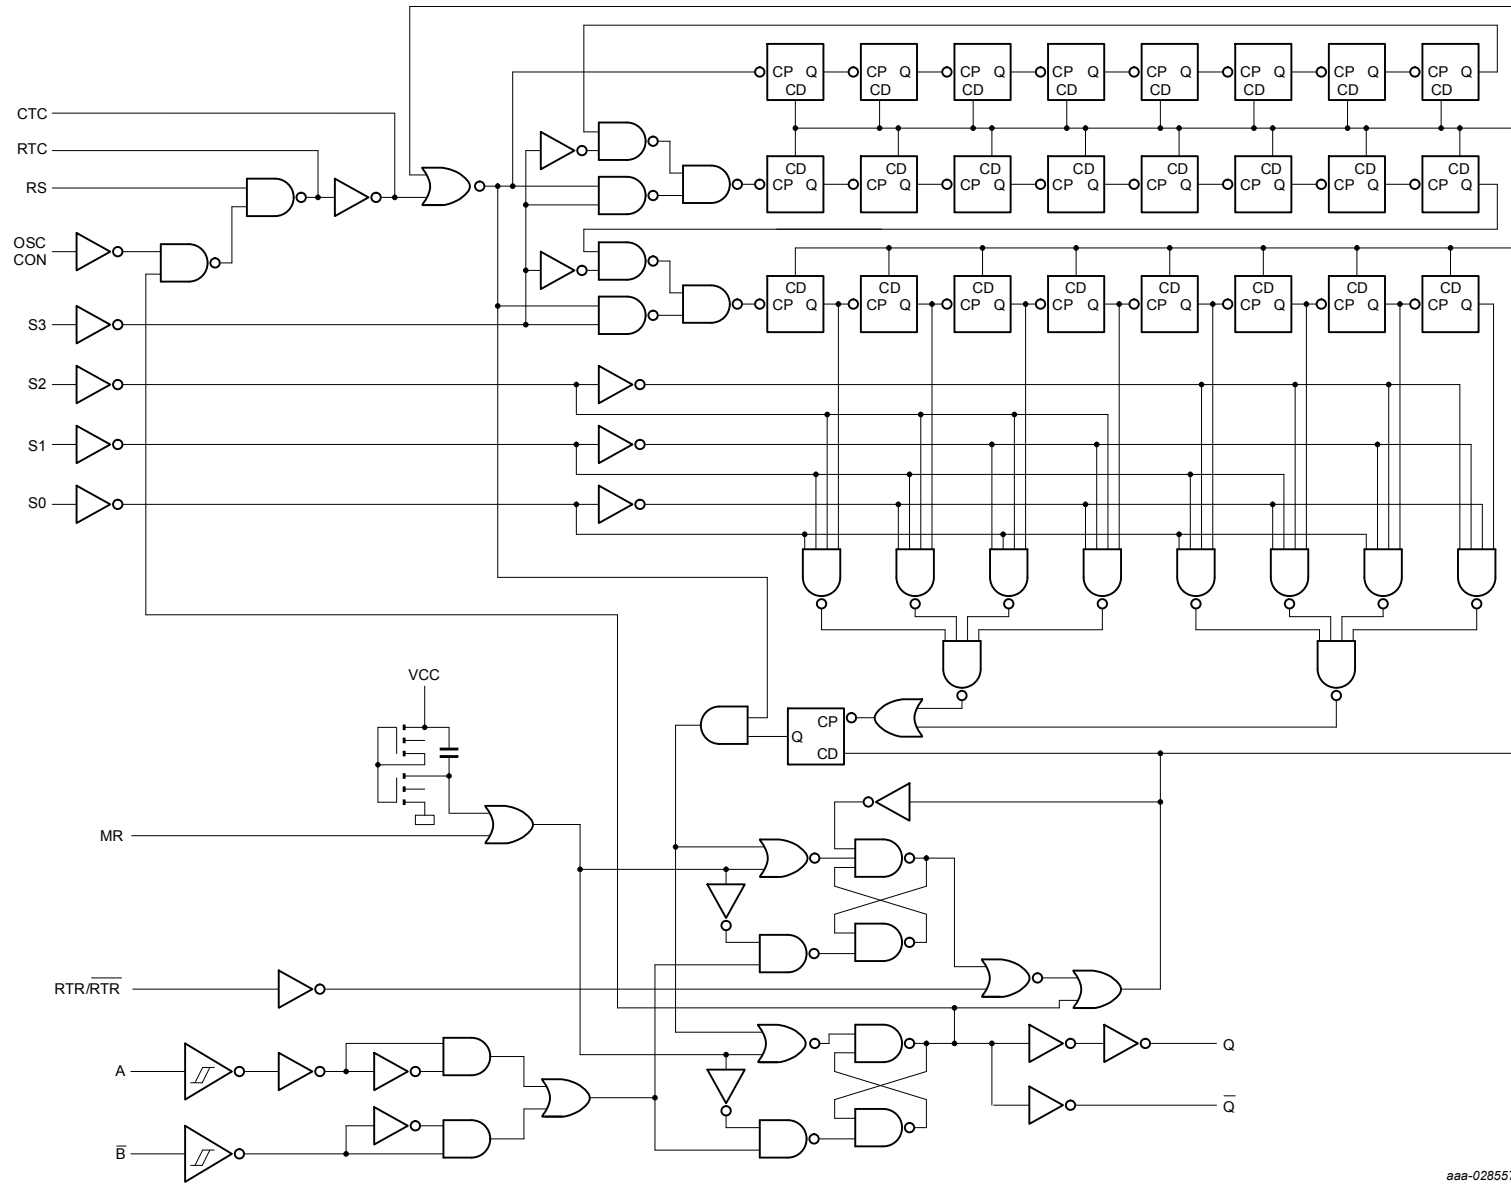 CP Q CP Q CP Q CP Q CP Q CP Q CP Q CP Q
CD CD CD CD CD CD CD CD
CTC
RTC
CD CD CD CD CD CD CD CD
RS
CP Q CP Q CP Q CP Q CP Q CP Q CP Q CP Q
OSC
CON
CD CD CD CD CD CD CD CD
CP Q CP Q CP Q CP Q CP Q CP Q CP Q CP Q
S3
S2
S1
S0
VCC
CP
Q
CD
MR
RTR/R̅T̅R̅
Q
A
Q̅
B̅
aaa-028557